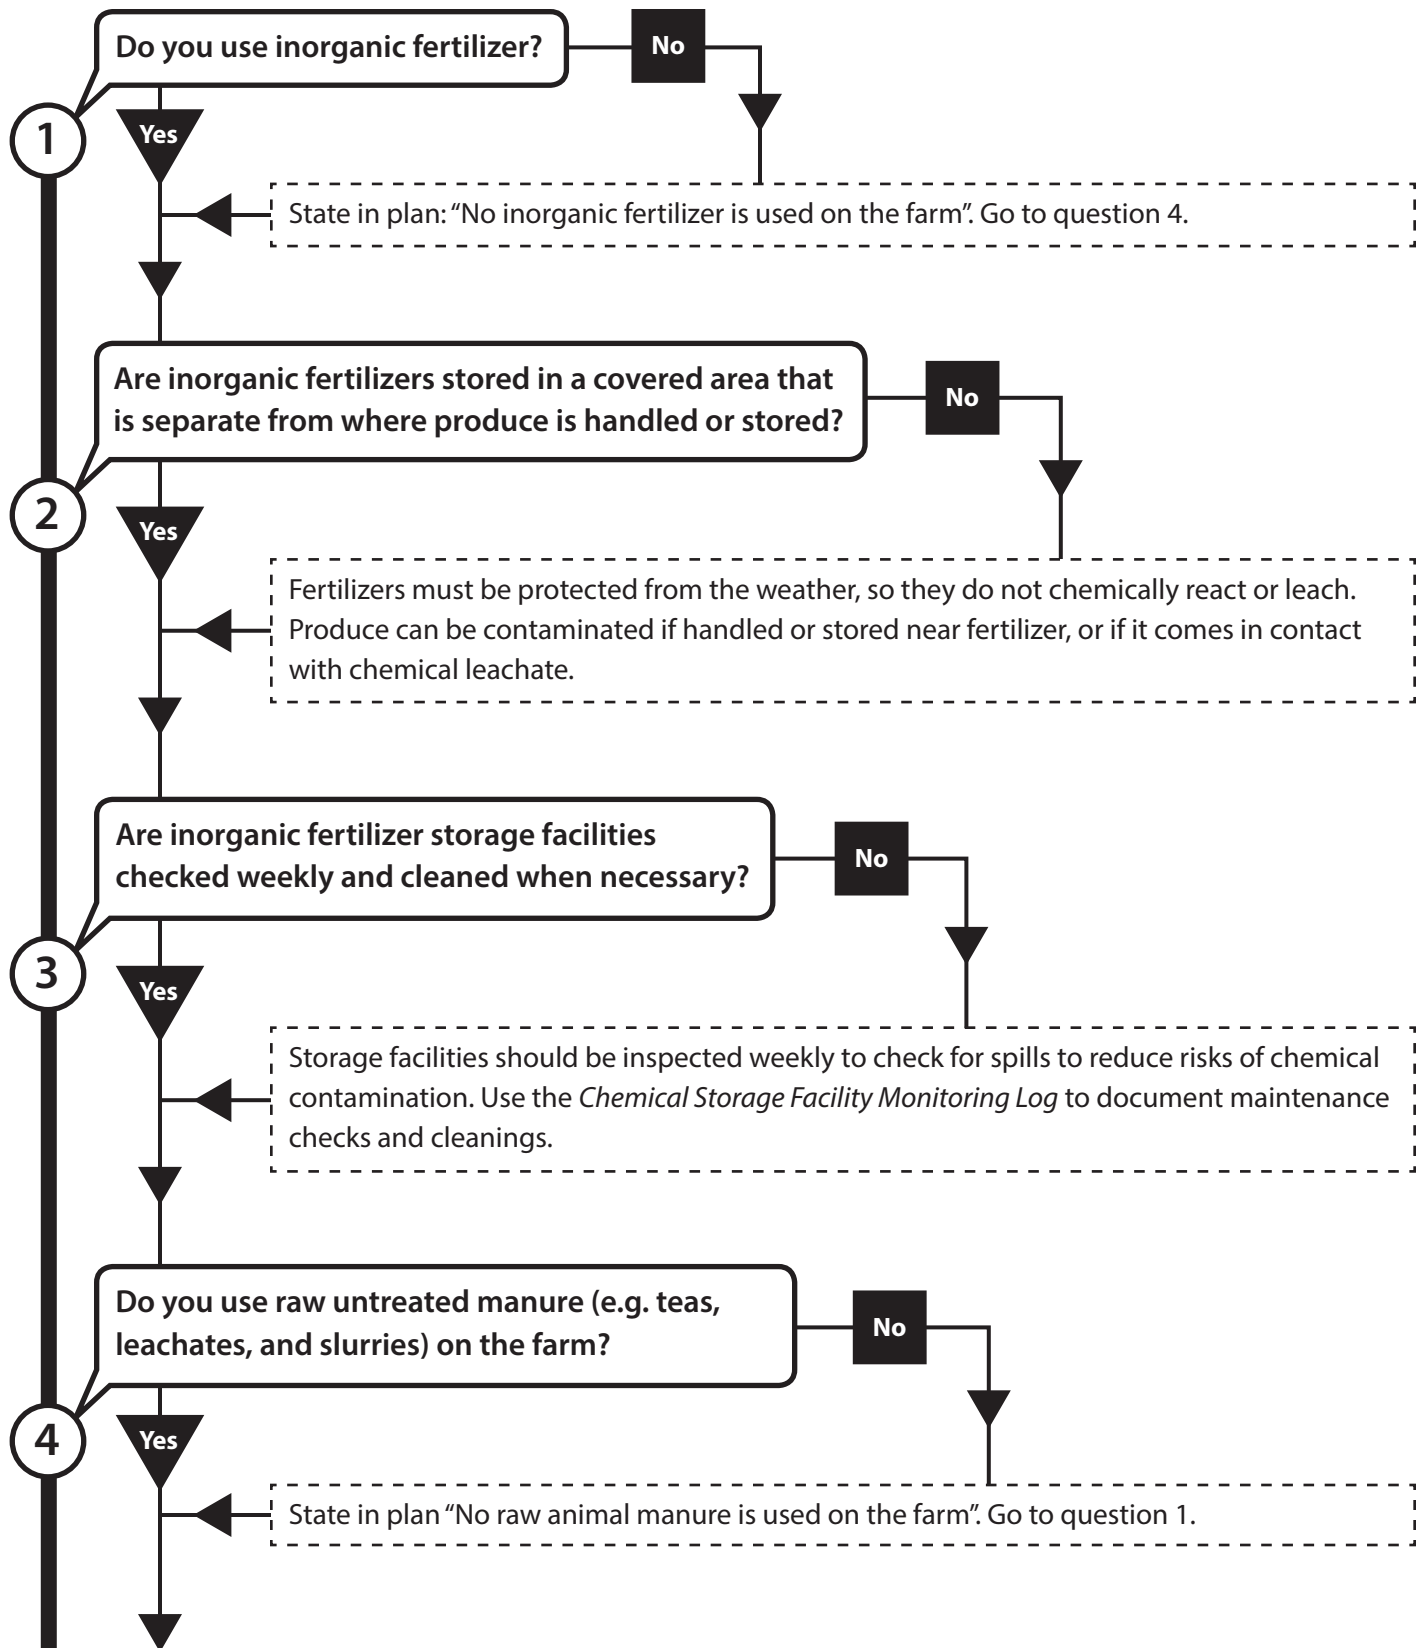 Do you use inorganic fertilizer?
No
1
Yes
State in plan: “No inorganic fertilizer is used on the farm”. Go to question 4.
Are inorganic fertilizers stored in a covered area that
is separate from where produce is handled or stored?
No
2
Yes
Fertilizers must be protected from the weather, so they do not chemically react or leach.
Produce can be contaminated if handled or stored near fertilizer, or if it comes in contact
with chemical leachate.
Are inorganic fertilizer storage facilities
checked weekly and cleaned when necessary?
No
3
Yes
Storage facilities should be inspected weekly to check for spills to reduce risks of chemical
contamination. Use the Chemical Storage Facility Monitoring Log to document maintenance
checks and cleanings.
Do you use raw untreated manure (e.g. teas,
leachates, and slurries) on the farm?
No
4
Yes
State in plan “No raw animal manure is used on the farm”. Go to question 1.